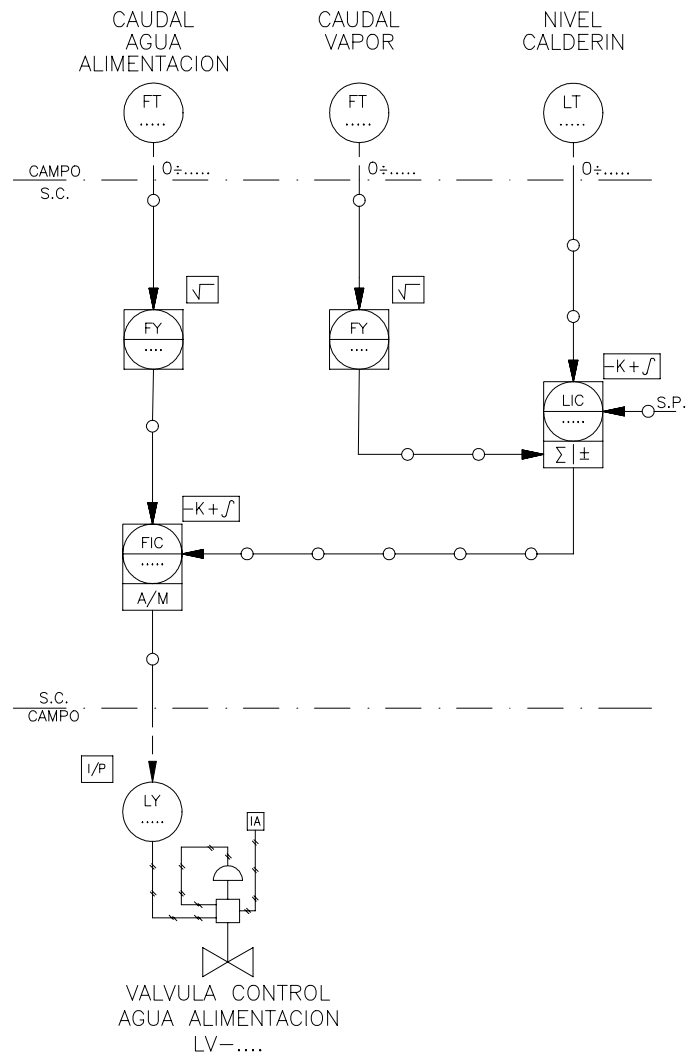 CAUDAL
AGUA
ALIMENTACION
CAUDAL
VAPOR
NIVEL
CALDERIN
FT
.....
FT
.....
LT
.....
CAMPO
S.C.
0÷.....
0÷.....
0÷.....
√
FY
....
√
FY
....
-K+∫
LIC
.....
S.P.
Σ ±
-K+∫
FIC
.....
A/M
S.C.
CAMPO
I/P
LY
.....
IA
VALVULA CONTROL
AGUA ALIMENTACION
LV-....